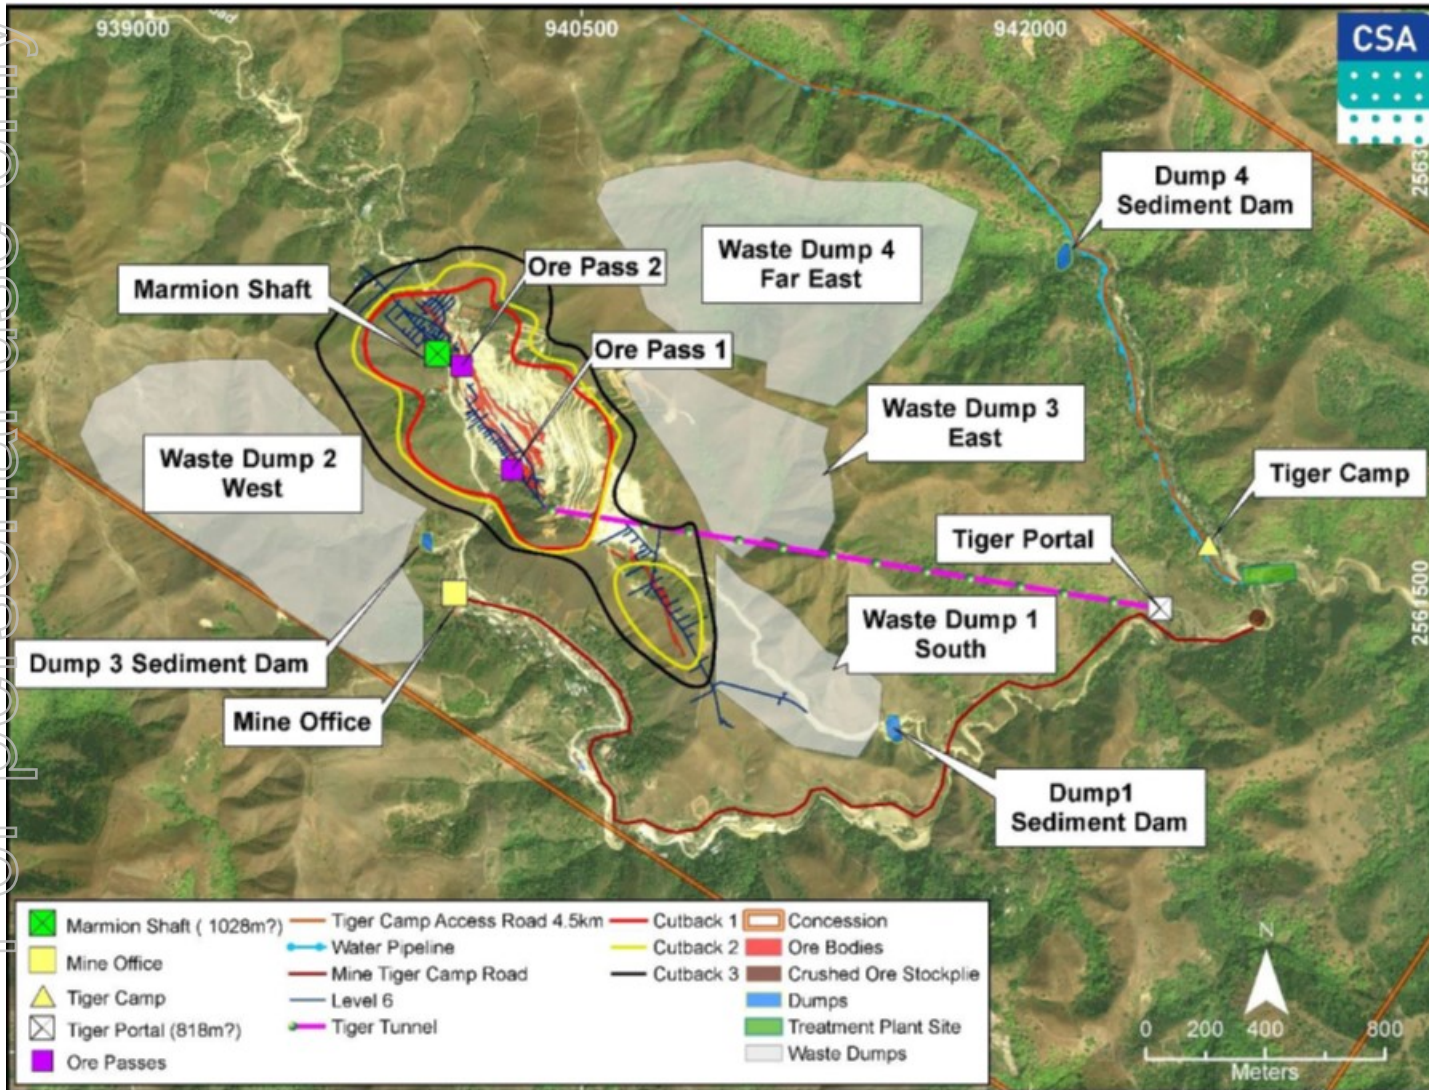 939000
940500
942000
CSA
2563
Dump 4
Sediment Dam
Waste Dump 4
Far East
Ore Pass 2
Marmion Shaft
Ore Pass 1
Waste Dump 3
East
Waste Dump 2
West
Tiger Camp
Tiger Portal
2561500
Waste Dump 1
South
Dump 3 Sediment Dam
Mine Office
Dump1
Sediment Dam
Marmion Shaft ( 1028m?)
Mine Office
Tiger Camp
Tiger Portal (818m?)
Ore Passes
Tiger Camp Access Road 4.5km
Water Pipeline
Mine Tiger Camp Road
Level 6
Tiger Tunnel
Cutback 1
Cutback 2
Cutback 3
Concession
Ore Bodies
Crushed Ore Stockplie
Dumps
Treatment Plant Site
Waste Dumps
N
0 200 400 800
Meters